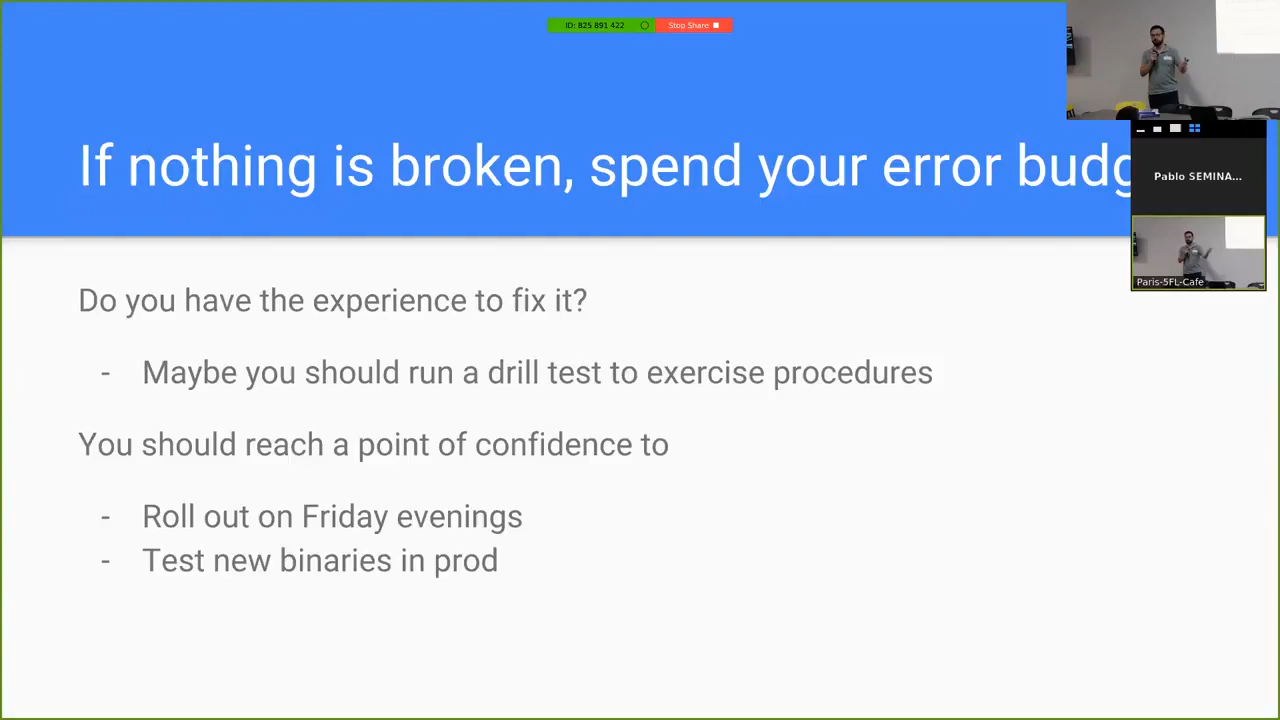 ID: 825 891 422
Stop Share
If nothing is broken, spend your error budg
Pablo SEMINA...
Paris-5FL-Cafe
Do you have the experience to fix it?
- Maybe you should run a drill test to exercise procedures
You should reach a point of confidence to
- Roll out on Friday evenings
- Test new binaries in prod